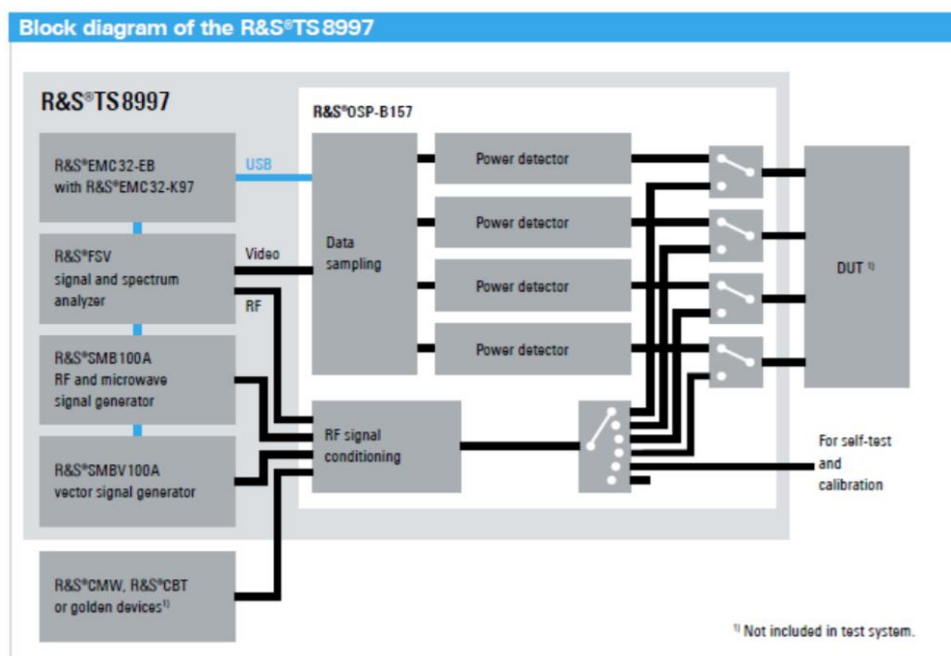 Block diagram of the R&S®TS8997
R&S®TS8997
R&S®OSP-B157
R&S®EMC32-EB
with R&S®EMC32-K97
USB
R&S®FSV
signal and spectrum
analyzer
Video
RF
R&S®SMB100A
RF and microwave
signal generator
R&S®SMBV100A
vector signal generator
R&S®CMW, R&S®CBT
or golden devices¹⁾
Data
sampling
Power detector
Power detector
Power detector
Power detector
RF signal
conditioning
DUT ¹⁾
For self-test
and
calibration
¹⁾ Not included in test system.